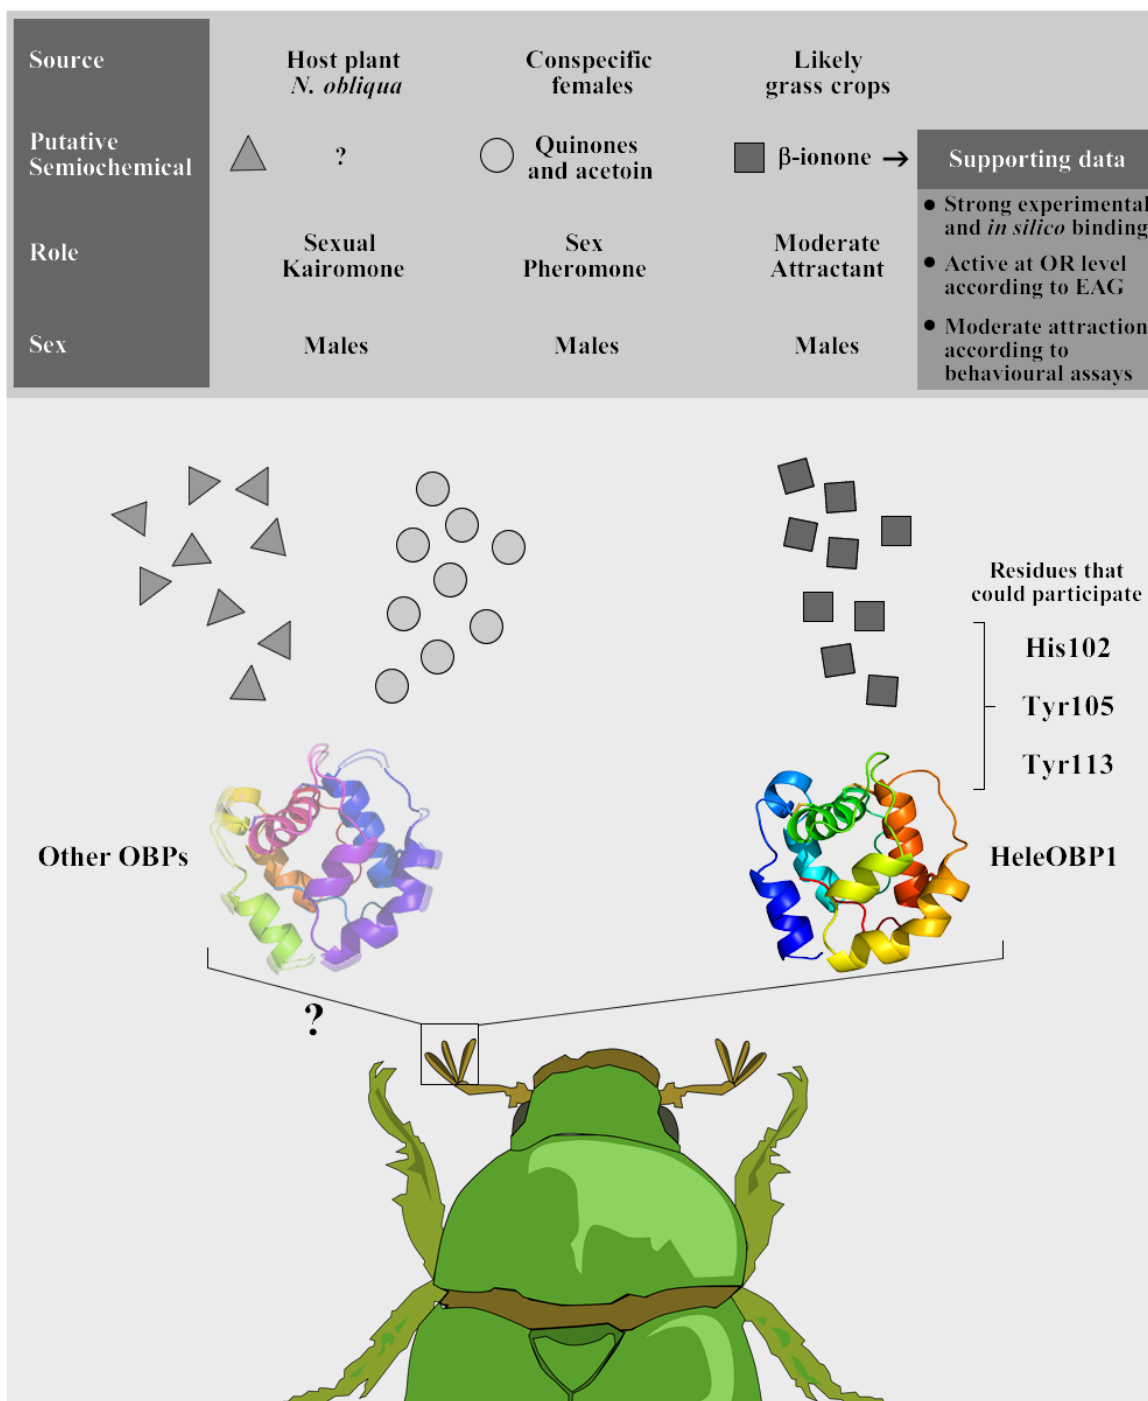 Source
Host plant
N. obliqua
Conspecific
females
Likely
grass crops
Putative
Semiochemical
?
Quinones
and acetoin
β-ionone →
Supporting data
● Strong experimental
and in silico binding
● Active at OR level
according to EAG
● Moderate attraction
according to
behavioural assays
Role
Sexual
Kairomone
Sex
Pheromone
Moderate
Attractant
Sex
Males
Males
Males
Residues that
could participate
His102
Tyr105
Tyr113
Other OBPs
HeleOBP1
?